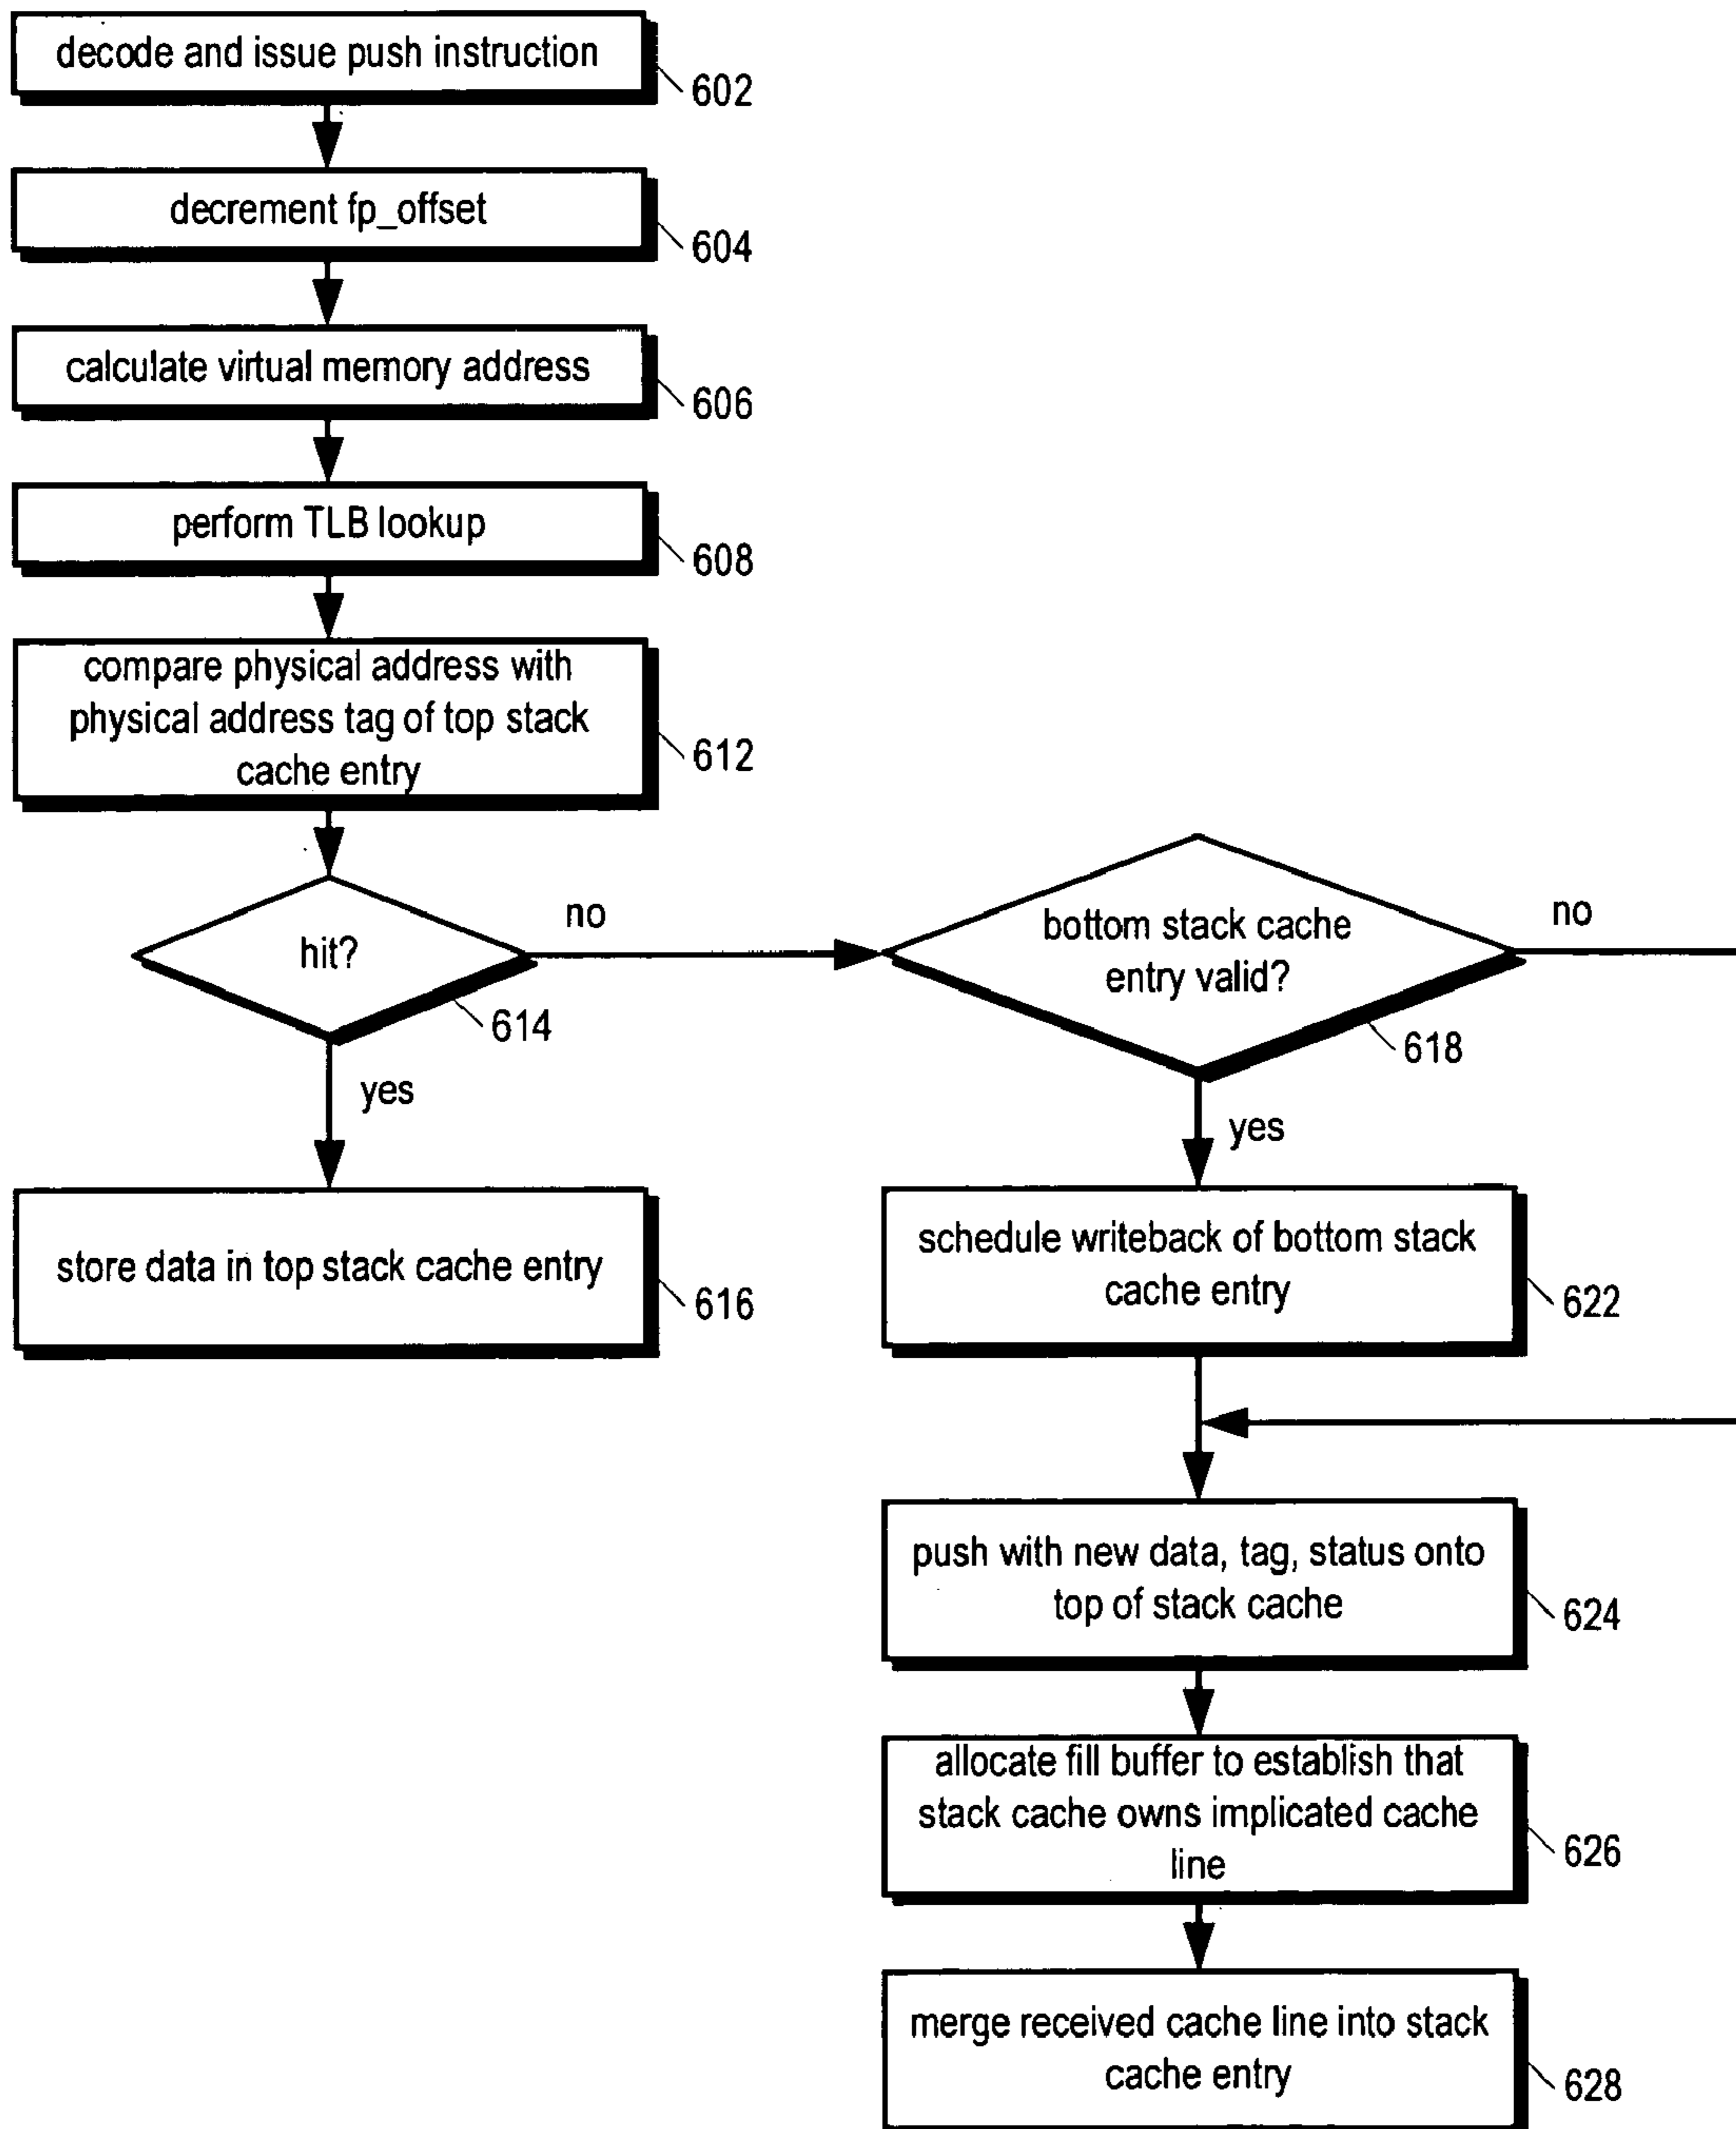 decode and issue push instruction
602
decrement fp_offset
604
calculate virtual memory address
606
perform TLB lookup
608
compare physical address with
physical address tag of top stack
cache entry
612
hit?
no
614
yes
store data in top stack cache entry
616
bottom stack cache
entry valid?
no
618
yes
schedule writeback of bottom stack
cache entry
622
push with new data, tag, status onto
top of stack cache
624
allocate fill buffer to establish that
stack cache owns implicated cache
line
626
merge received cache line into stack
cache entry
628